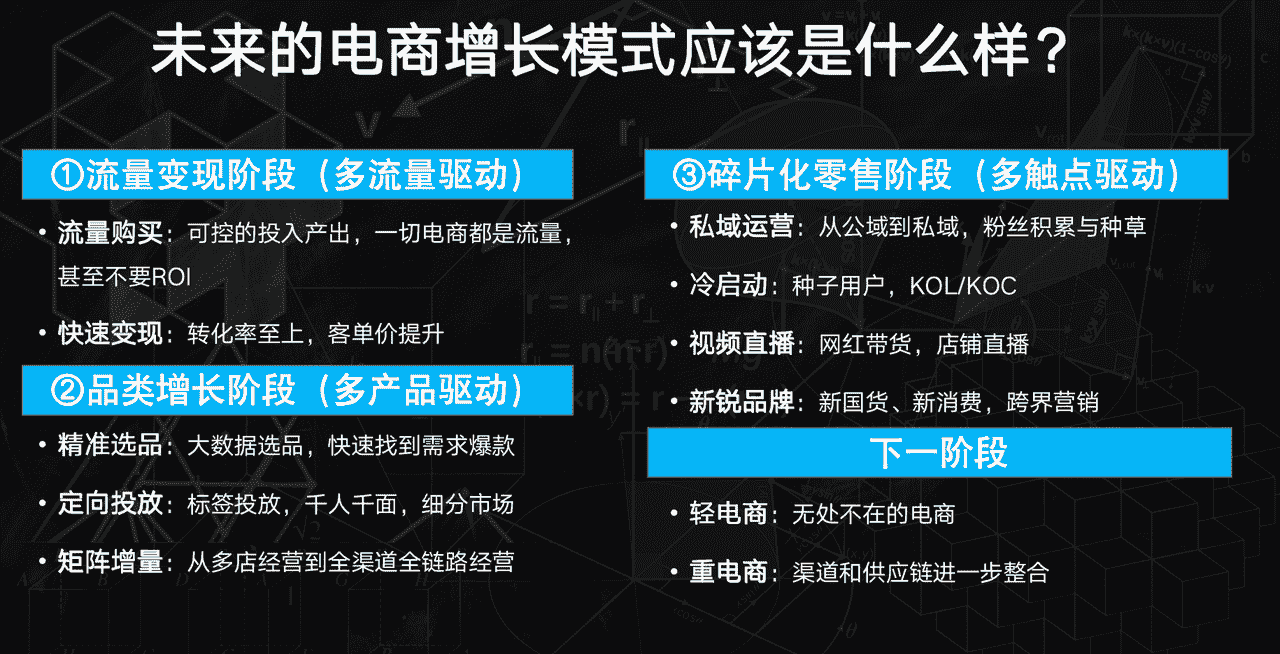 未来的电商增长模式应该是什么样?
①流量变现阶段（多流量驱动）
• 流量购买：可控的投入产出，一切电商都是流量，
甚至不要ROI
• 快速变现：转化率至上，客单价提升
②品类增长阶段（多产品驱动）
• 精准选品：大数据选品，快速找到需求爆款
• 定向投放：标签投放，千人千面，细分市场
• 矩阵增量：从多店经营到全渠道全链路经营
③碎片化零售阶段（多触点驱动）
• 私域运营：从公域到私域，粉丝积累与种草
• 冷启动：种子用户，KOL/KOC
• 视频直播：网红带货，店铺直播
• 新锐品牌：新国货、新消费，跨界营销
下一阶段
• 轻电商：无处不在的电商
• 重电商：渠道和供应链进一步整合